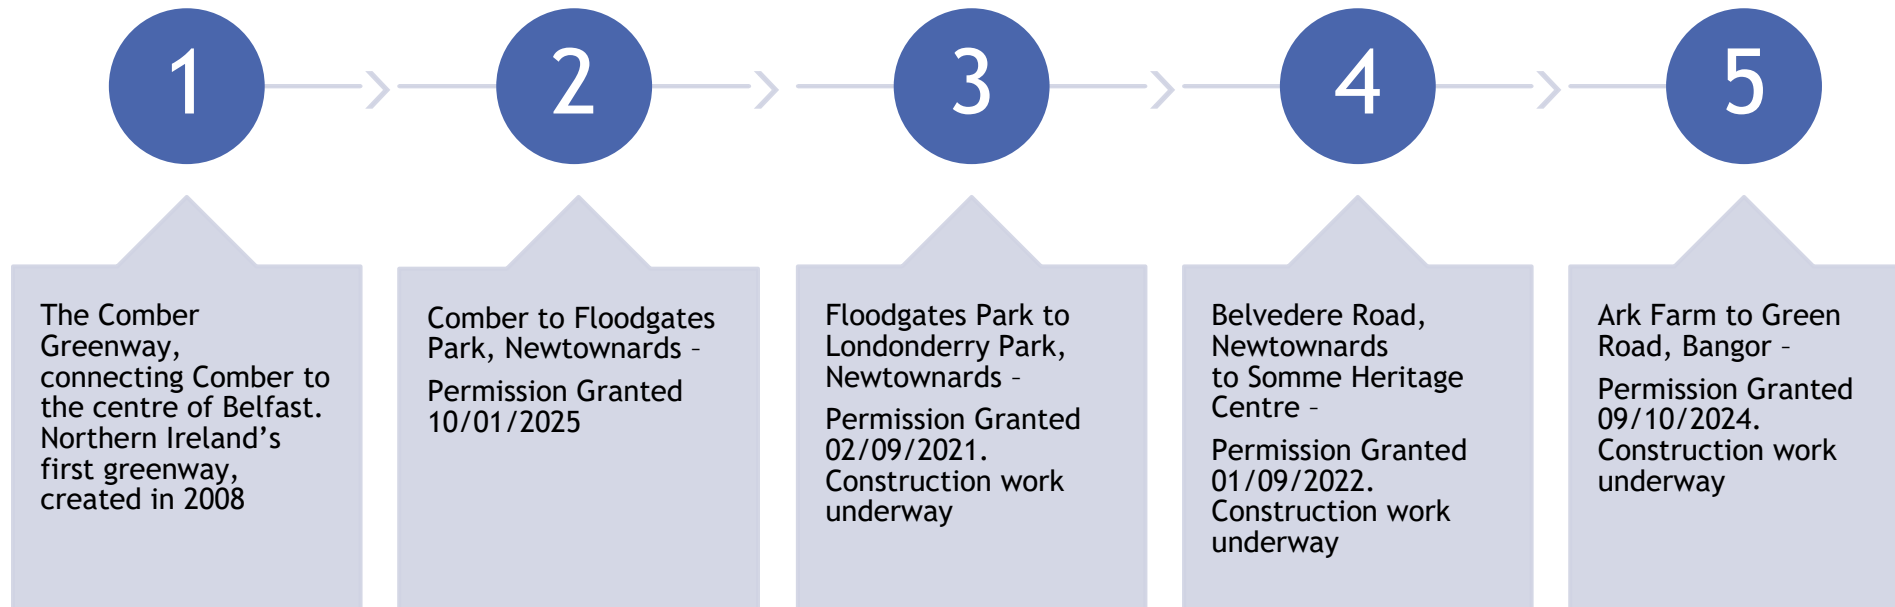 1
The Comber
Greenway,
connecting Comber to
the centre of Belfast.
Northern Ireland’s
first greenway,
created in 2008
2
Comber to Floodgates
Park, Newtownards –
Permission Granted
10/01/2025
3
Floodgates Park to
Londonderry Park,
Newtownards –
Permission Granted
02/09/2021.
Construction work
underway
4
Belvedere Road,
Newtownards
to Somme Heritage
Centre –
Permission Granted
01/09/2022.
Construction work
underway
5
Ark Farm to Green
Road, Bangor –
Permission Granted
09/10/2024.
Construction work
underway